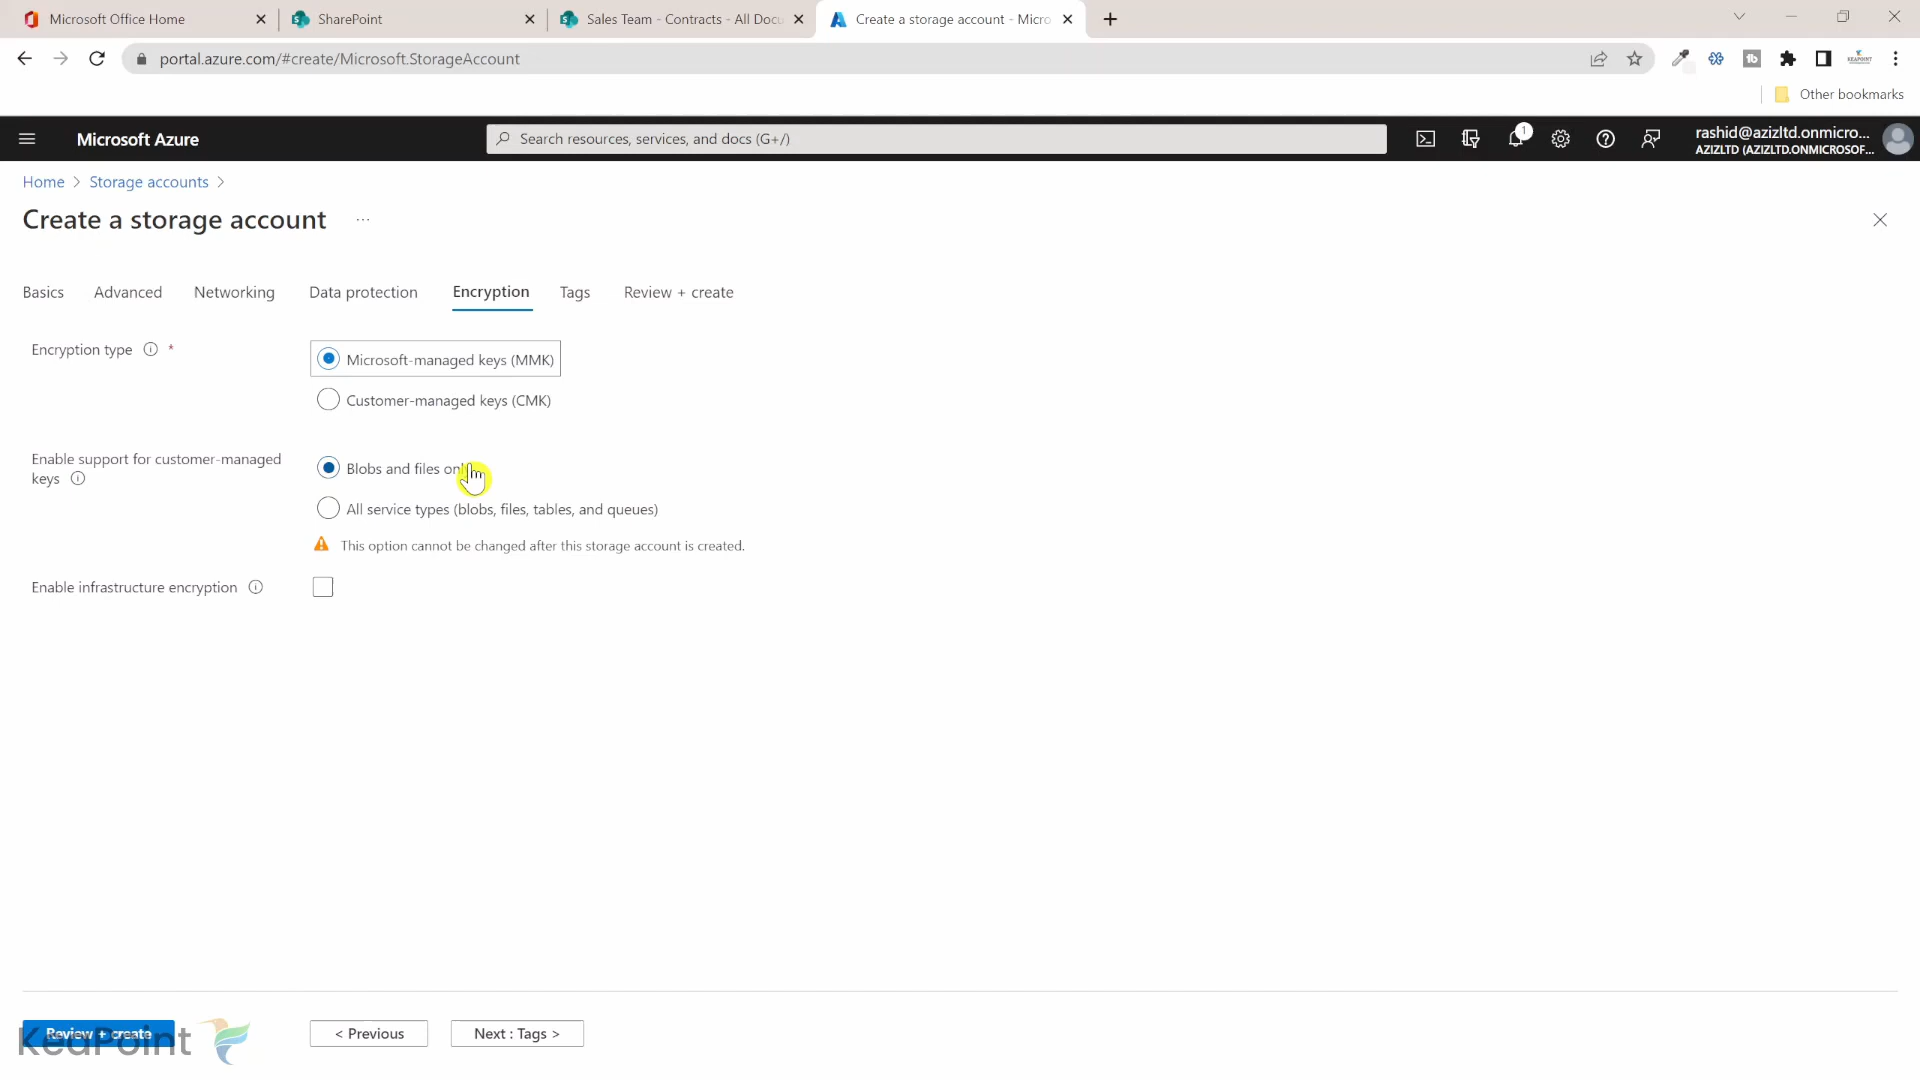 Microsoft Office Home
SharePoint
Sales Team - Contracts - All Docu
Create a storage account - Micro
portal.azure.com/#create/Microsoft.StorageAccount
Other bookmarks
Microsoft Azure
Search resources, services, and docs (G+/)
1
rashid@azizltd.onmicro...
AZIZLTD (AZIZLTD.ONMICROSOF...
Home > Storage accounts >
Create a storage account ...
Basics
Advanced
Networking
Data protection
Encryption
Tags
Review + create
Encryption type *
Microsoft-managed keys (MMK)
Customer-managed keys (CMK)
Enable support for customer-managed
keys
Blobs and files only
All service types (blobs, files, tables, and queues)
This option cannot be changed after this storage account is created.
Enable infrastructure encryption
Review + create
KeaPoint
< Previous
Next : Tags >